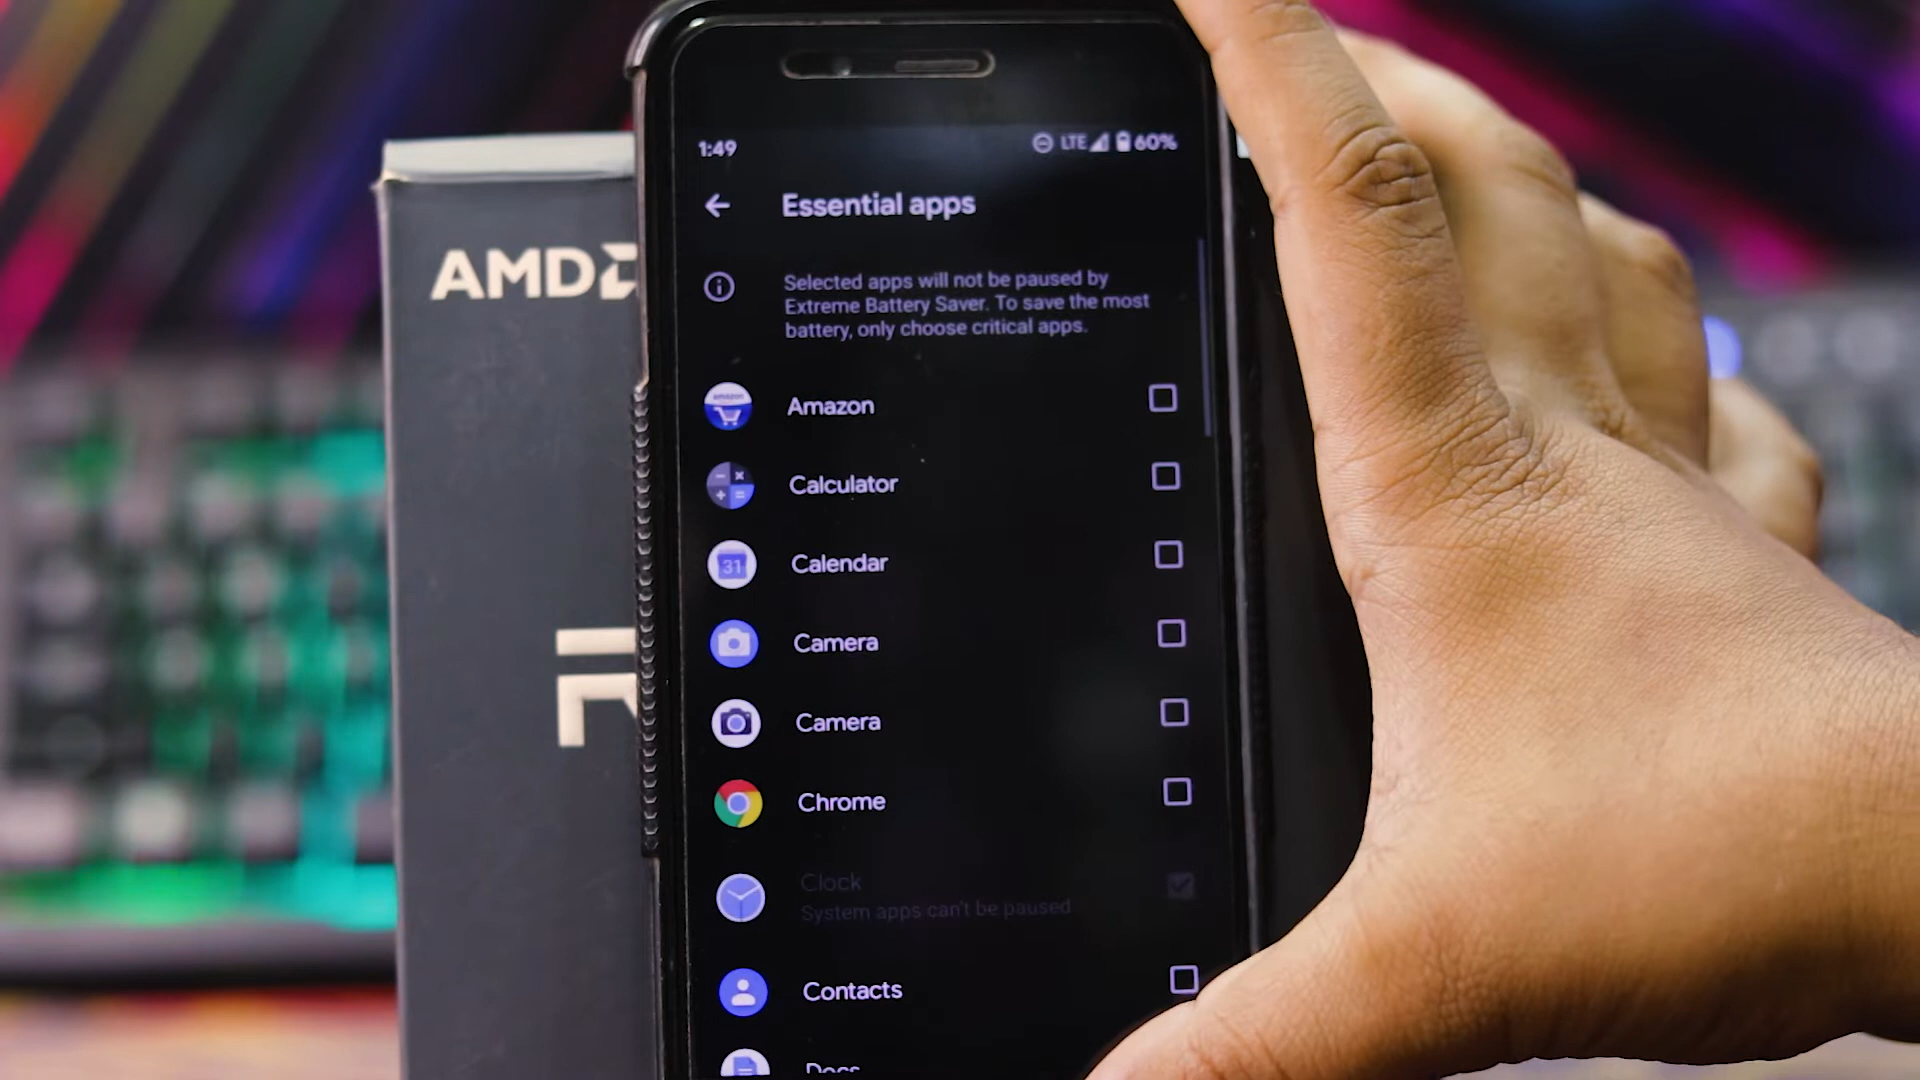 1:49
LTE 60%
Essential apps
Selected apps will not be paused by
Extreme Battery Saver. To save the most
battery, only choose critical apps.
amazon
Amazon
Calculator
31
Calendar
Camera
Camera
Chrome
Clock
System apps can't be paused
Contacts
Docs
AMD